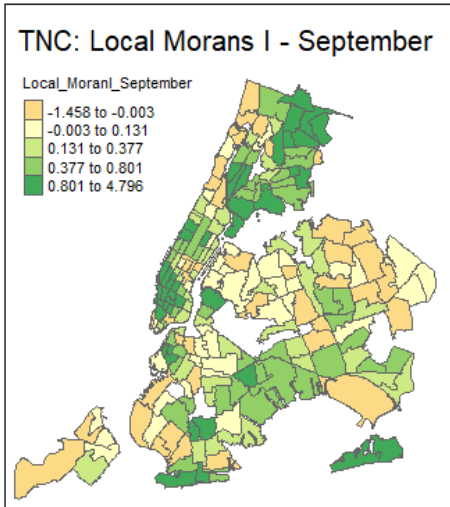 TNC: Local Morans I - September
Local_MoranI_September
-1.458 to -0.003
-0.003 to 0.131
0.131 to 0.377
0.377 to 0.801
0.801 to 4.796